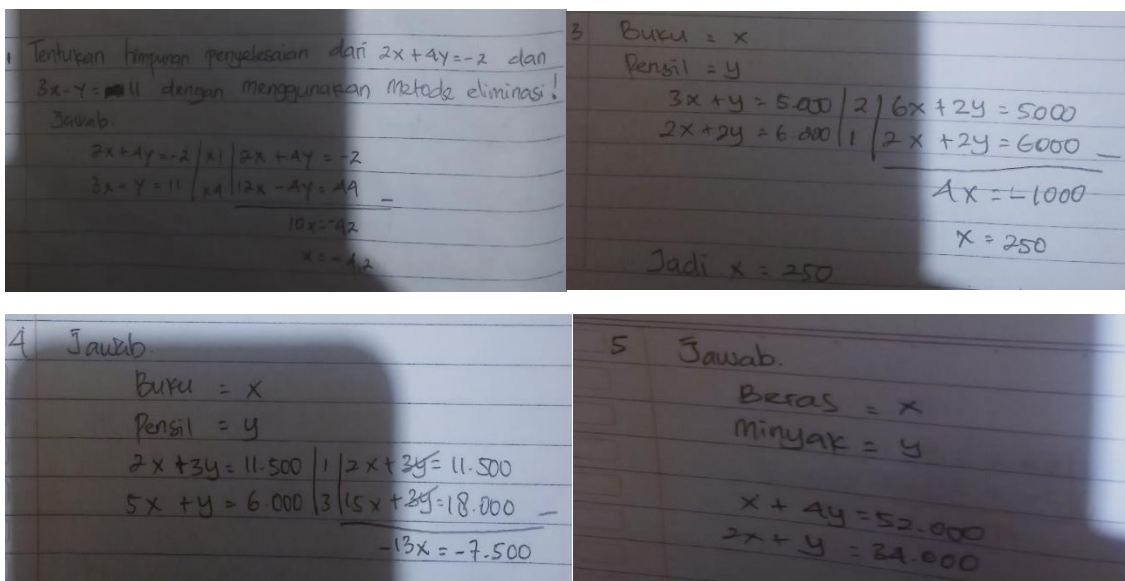 1 Tentukan himpunan penyelesaian dari 2x + 4y = -2 dan
3x - y = 11 dengan menggunakan Metode eliminasi!
Jawab.
2x + 4y = -2 | x1 | 2x + 4y = -2
3x - y = 11 | x4 | 12x - 4y = 44 -
10x = -42
x = -4,2
3 Buku = x
Pensil = y
3x + y = 5.000 | 2 | 6x + 2y = 5000
2x + 2y = 6.000 | 1 | 2x + 2y = 6000 -
4x = -1000
x = 250
Jadi x = 250
4 Jawab.
Buku = x
Pensil = y
2x + 3y = 11.500 | 1 | 2x + 3y = 11.500
5x + y = 6.000 | 3 | 15x + 3y = 18.000 -
-13x = -7.500
5 Jawab.
Beras = x
Minyak = y
x + 4y = 52.000
2x + y = 34.000